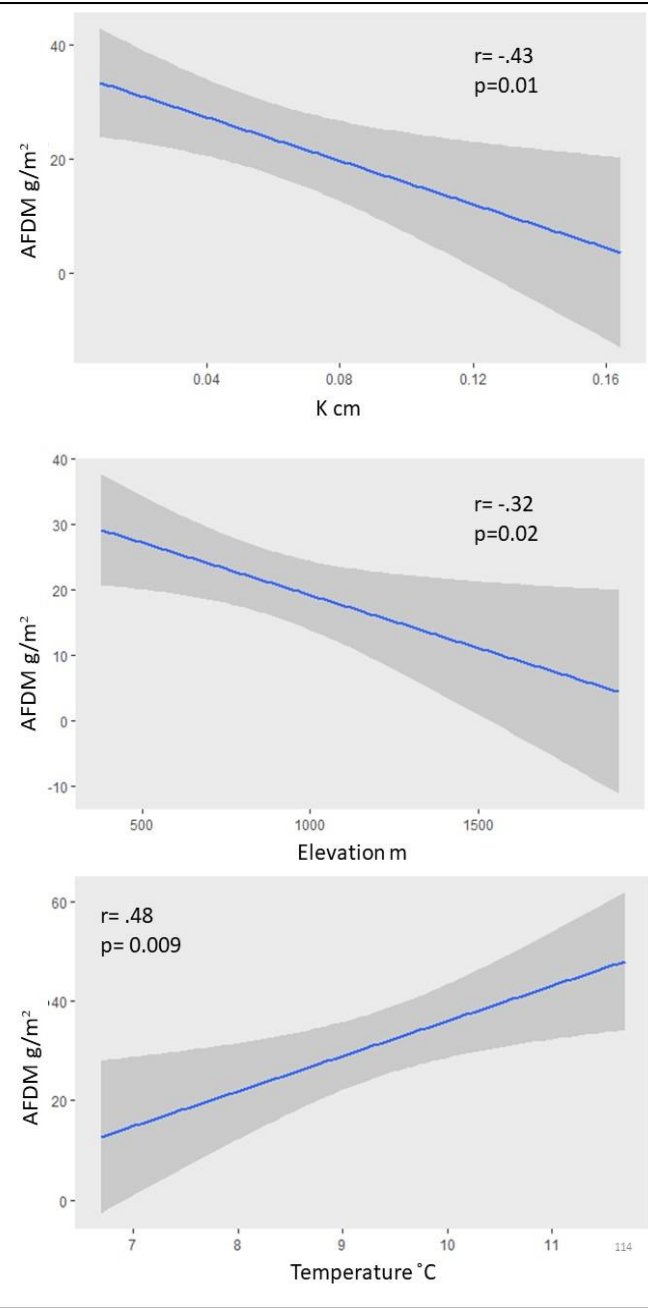 40
20
0
AFDM g/m²
r= -.43
p=0.01
0.04 0.08 0.12 0.16
K cm
40
30
20
10
0
-10
AFDM g/m²
r= -.32
p=0.02
500 1000 1500
Elevation m
60
40
20
0
AFDM g/m²
r= .48
p= 0.009
7 8 9 10 11 114
Temperature ˚C